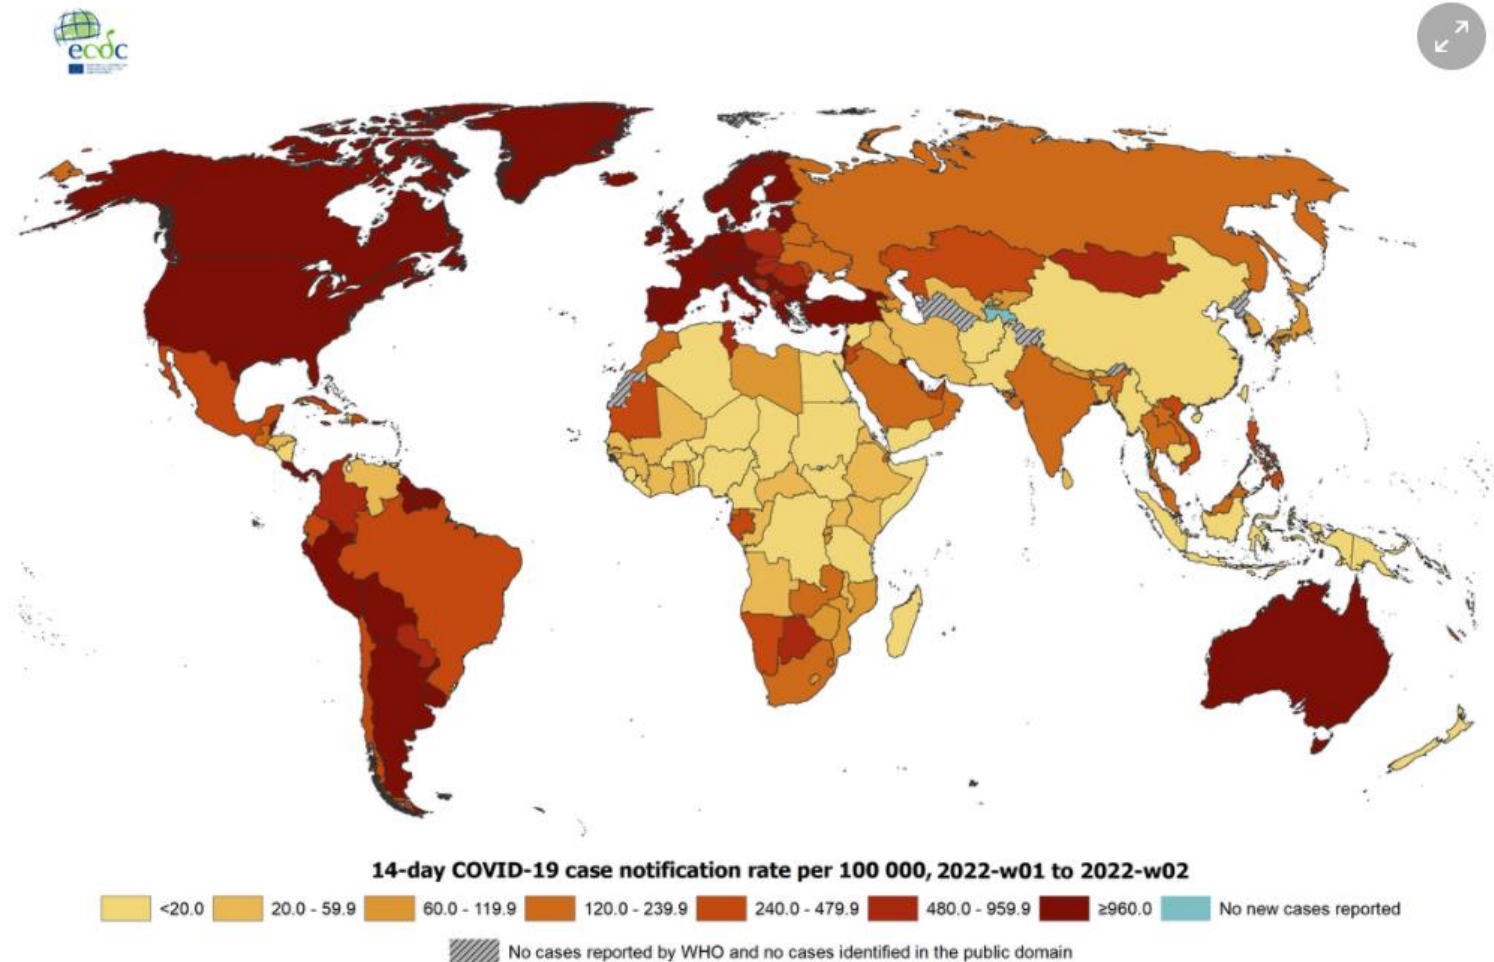 ecdc
14-day COVID-19 case notification rate per 100 000, 2022-w01 to 2022-w02
<20.0 20.0 - 59.9 60.0 - 119.9 120.0 - 239.9 240.0 - 479.9 480.0 - 959.9 ≥960.0 No new cases reported
No cases reported by WHO and no cases identified in the public domain